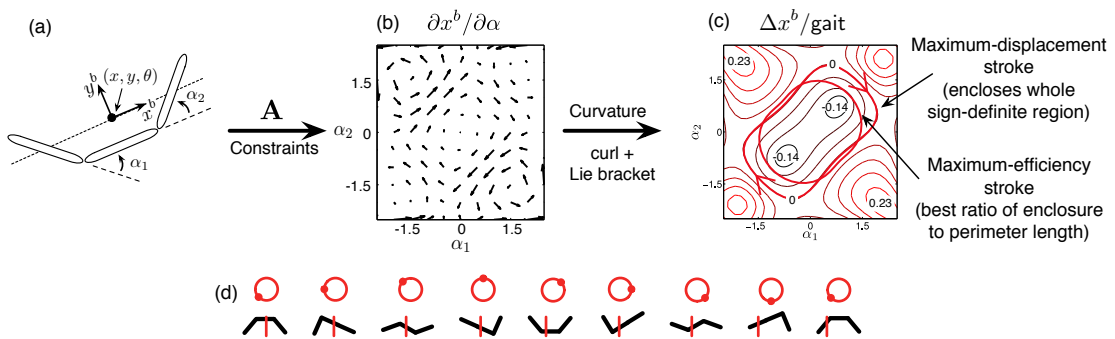 (a)
y^b
(x, y, θ)
x^b
α₂
α₁
A
Constraints
(b)
∂x^b/∂α
1.5
α₂ 0
-1.5
-1.5 0 1.5
α₁
Curvature
curl +
Lie bracket
(c)
Δx^b/gait
0.23
0
1.5
-0.14
α₂
0
-0.14
-1.5
0
0.23
-1.5 0 1.5
α₁
Maximum-displacement
stroke
(encloses whole
sign-definite region)
Maximum-efficiency
stroke
(best ratio of enclosure
to perimeter length)
(d)